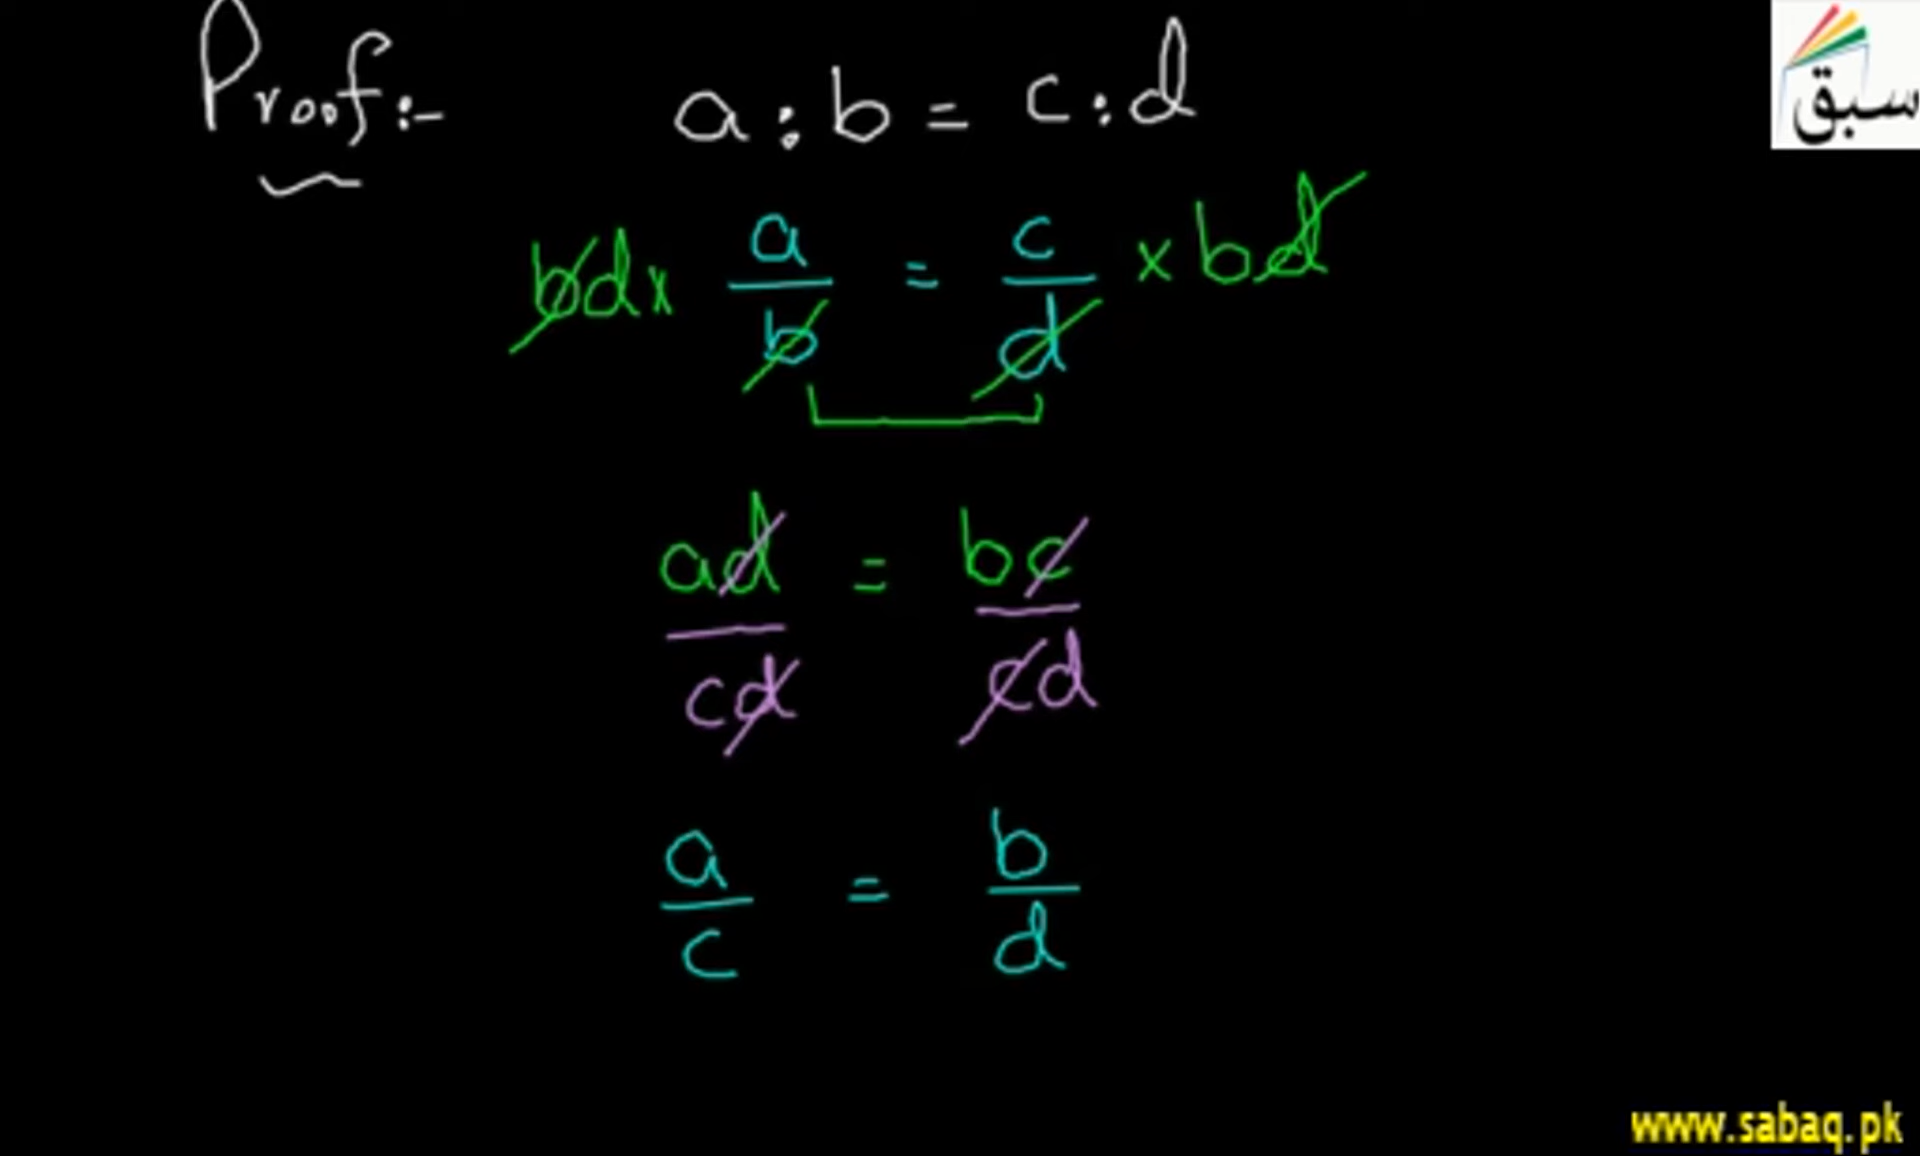 Proof:-
a : b = c : d
bd x a/b = c/d x bd
ad/cd = bc/cd
a/c = b/d
سبق
www.sabaq.pk